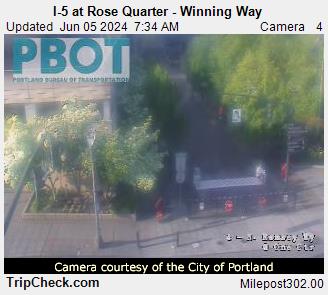 I-5 at Rose Quarter - Winning Way
Updated Jun 05 2024 7:34 AM Camera 4
PBOT
PORTLAND BUREAU OF TRANSPORTATION
Camera courtesy of the City of Portland
TripCheck.com Milepost302.00